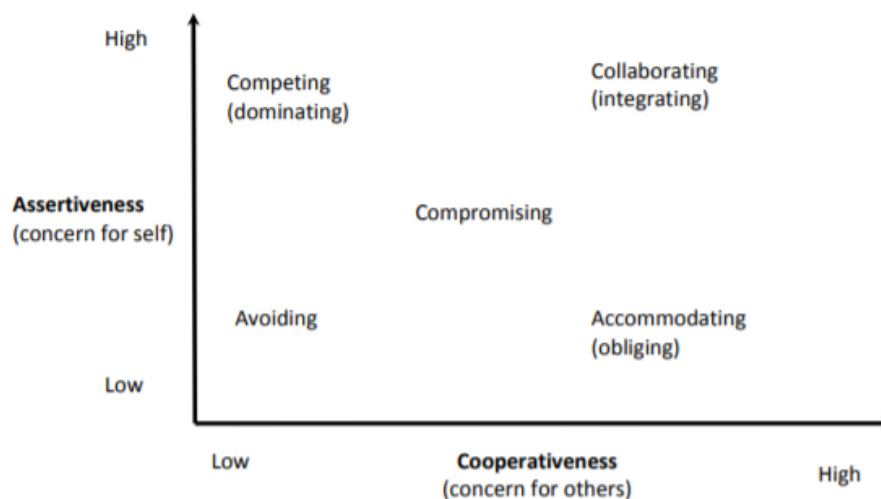 High
Competing
(dominating)
Collaborating
(integrating)
Assertiveness
(concern for self)
Compromising
Avoiding
Accommodating
(obliging)
Low
Low
Cooperativeness
(concern for others)
High